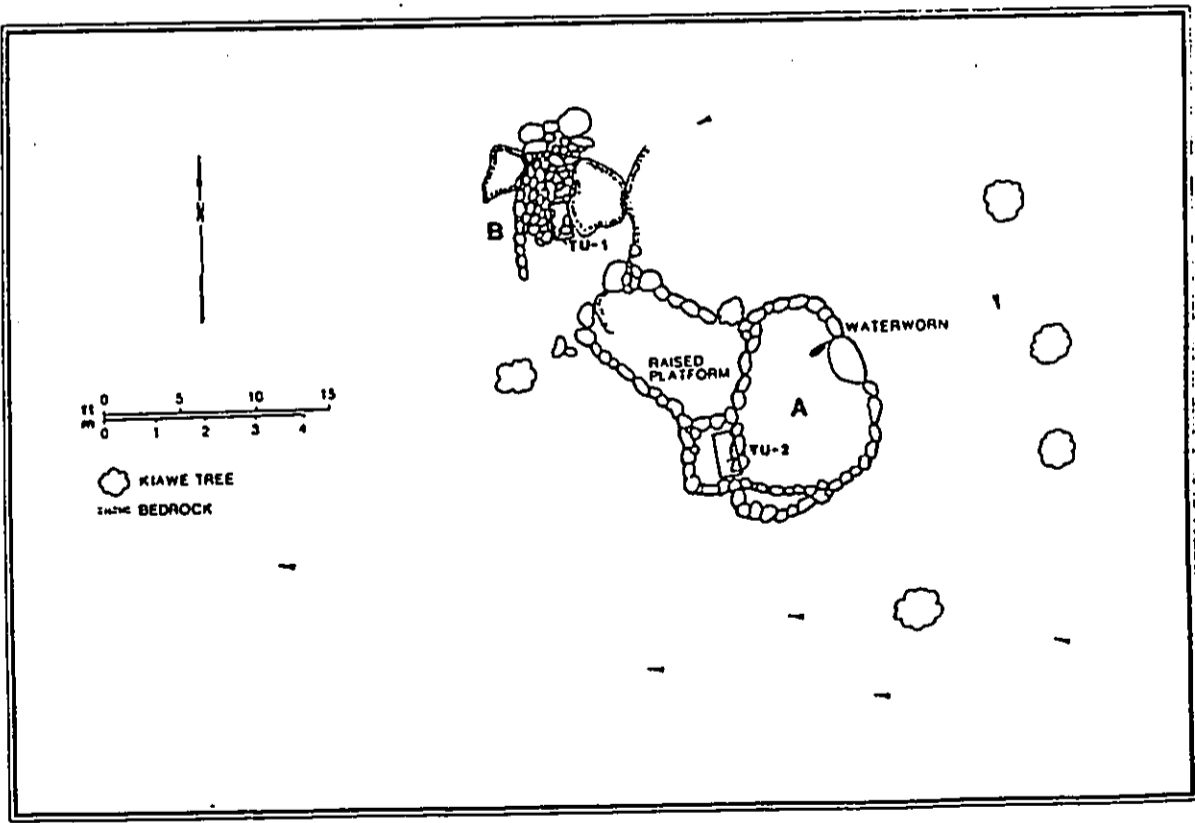 N
B
TU-1
WATERWORN
RAISED
PLATFORM
A
TU-2
0 5 10 15
ft
m
0 1 2 3 4
KIAWE TREE
BEDROCK